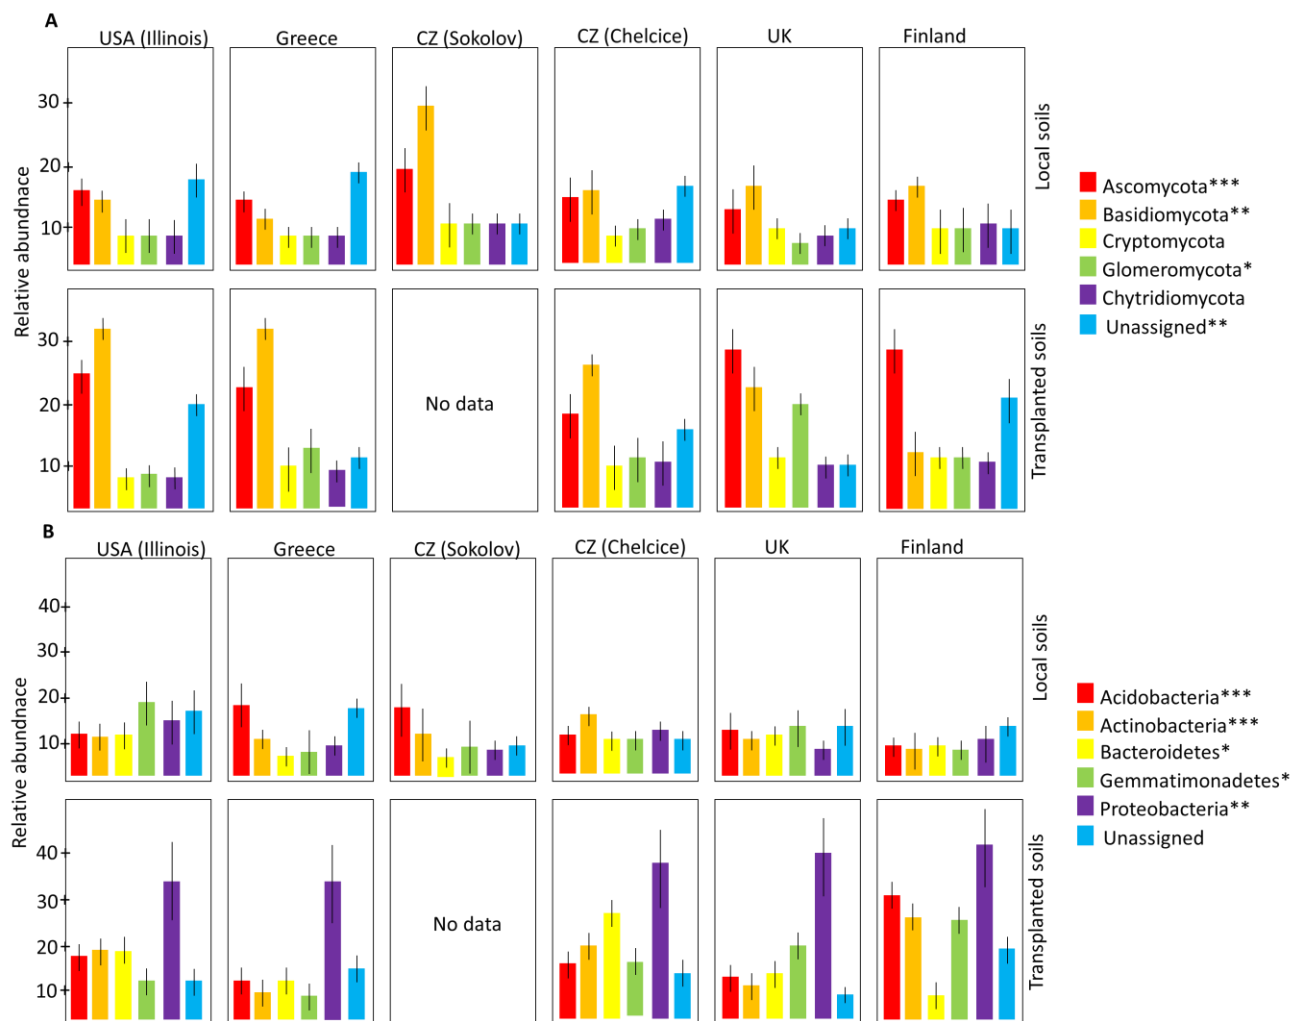 A
USA (Illinois)
Greece
CZ (Sokolov)
CZ (Chelcice)
UK
Finland
Relative abundnace
30
20
10
Local soils
30
20
10
No data
Transplanted soils
Ascomycota***
Basidiomycota**
Cryptomycota
Glomeromycota*
Chytridiomycota
Unassigned**
B
USA (Illinois)
Greece
CZ (Sokolov)
CZ (Chelcice)
UK
Finland
Relative abundnace
40
30
20
10
Local soils
40
30
20
10
No data
Transplanted soils
Acidobacteria***
Actinobacteria***
Bacteroidetes*
Gemmatimonadetes*
Proteobacteria**
Unassigned